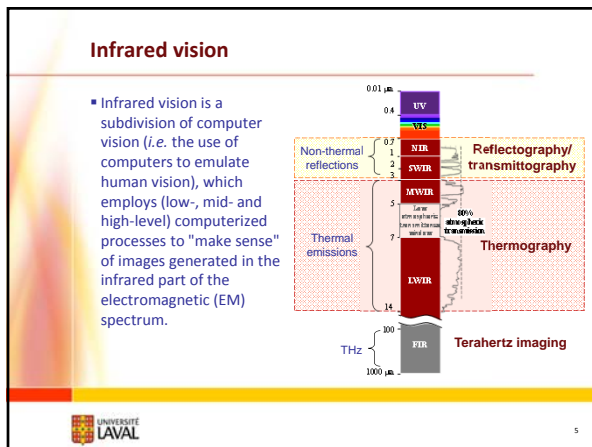 Infrared vision
▪ Infrared vision is a
subdivision of computer
vision (i.e. the use of
computers to emulate
human vision), which
employs (low-, mid- and
high-level) computerized
processes to "make sense"
of images generated in the
infrared part of the
electromagnetic (EM)
spectrum.
0.01 µm
UV
0.4
VIS
0.7
Non-thermal
reflections
NIR
1
Reflectography/
transmittography
2
SWIR
3
MWIR
5
atmospheric
80%
atmospheric
transmission
Thermal
emissions
Thermography
7
LWIR
14
100
THz
FIR
Terahertz imaging
1000 µm
UNIVERSITÉ
LAVAL
5